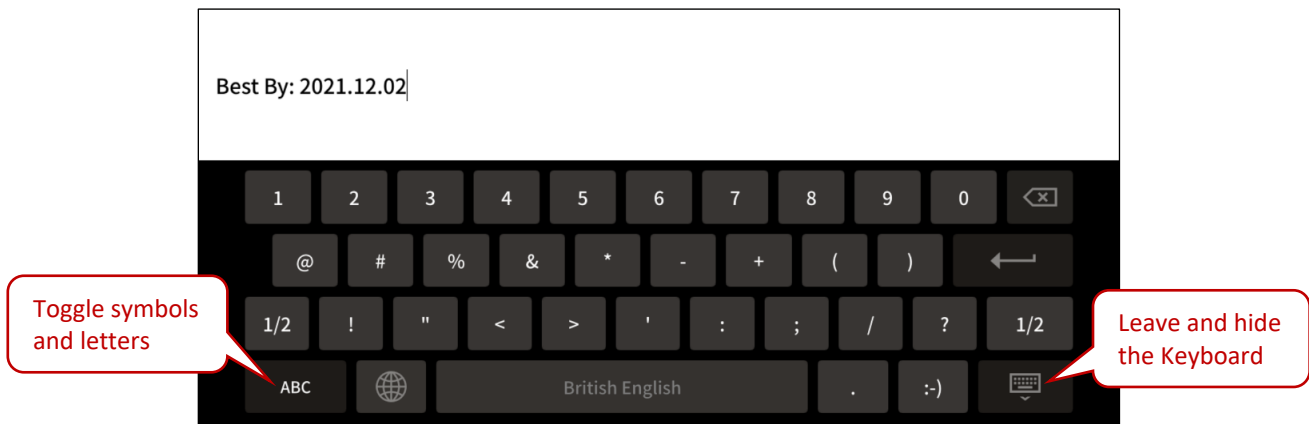 Best By: 2021.12.02
1 2 3 4 5 6 7 8 9 0
@ # % & * - + ( )
Toggle symbols
and letters
1/2 ! " < > ' : ; / ? 1/2
Leave and hide
the Keyboard
ABC British English . :-)